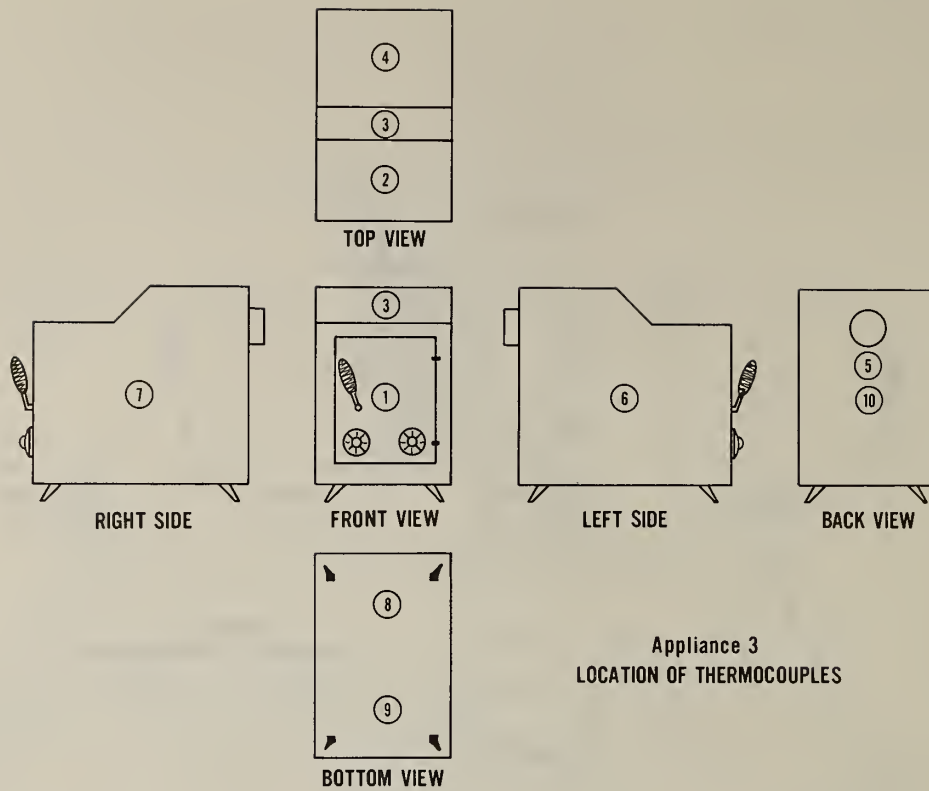 4
3
2
TOP VIEW
3
7
1
6
5
10
RIGHT SIDE
FRONT VIEW
LEFT SIDE
BACK VIEW
8
9
BOTTOM VIEW
Appliance 3
LOCATION OF THERMOCOUPLES